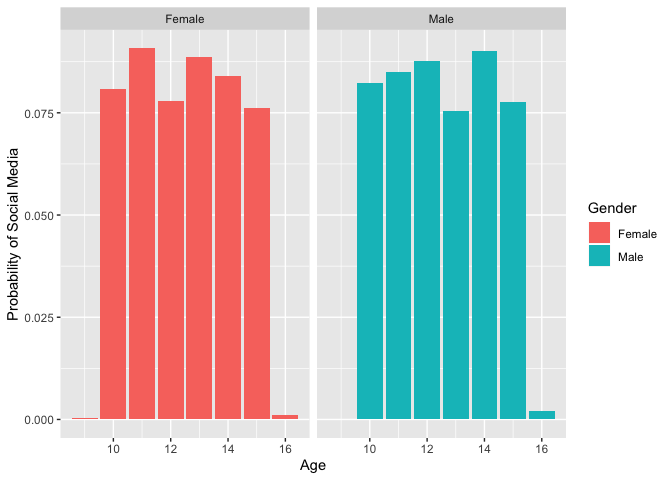 Female
Male
Probability of Social Media
0.075
0.050
0.025
0.000
10 12 14 16
10 12 14 16
Age
Gender
Female
Male